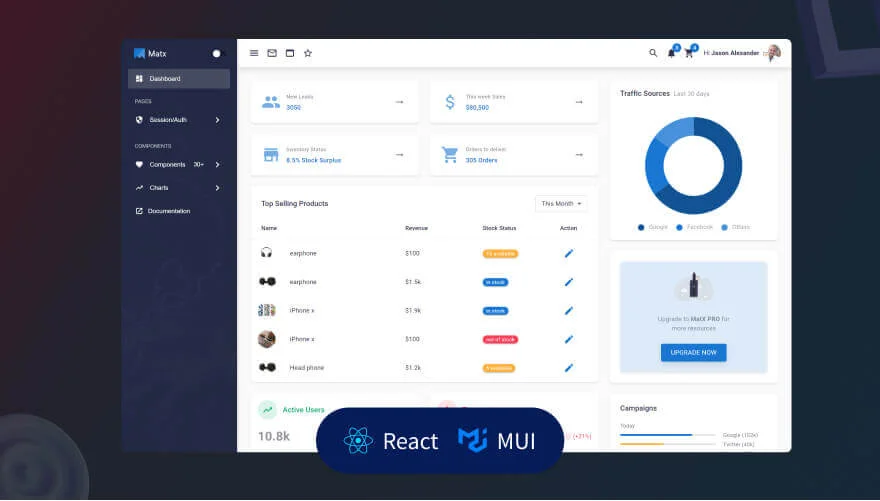 Matx
Dashboard
PAGES
Session/Auth
COMPONENTS
Components 30+
Charts
Documentation
Hi Jason Alexander
New Leads
3050
This week Sales
$80,500
Inventory Status
8.5% Stock Surplus
Orders to deliver
305 Orders
Top Selling Products
This Month
Name Revenue Stock Status Action
earphone $100
earphone $1.5k in stock
iPhone x $1.9k in stock
iPhone x $100 out of stock
Head phone $1.2k
Traffic Sources Last 30 days
Google Facebook Others
Upgrade to MatX PRO for
more resources
UPGRADE NOW
Active Users
10.8k
(+21%)
Campaigns
Today
Google (102k)
Twitter (40k)
React MUI